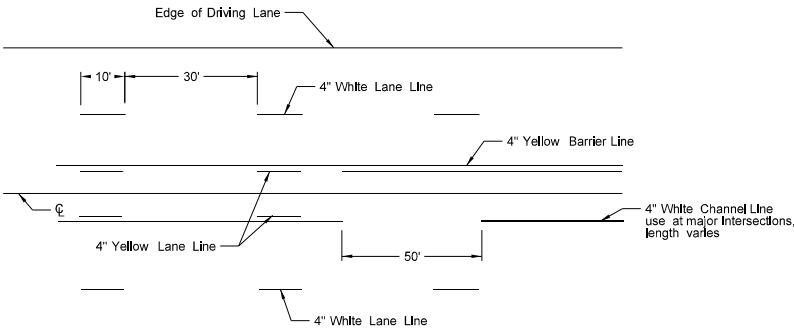 Edge of Driving Lane
10'
30'
4" White Lane Line
4" Yellow Barrier Line
℄
4" White Channel Line
use at major Intersections,
length varies
4" Yellow Lane Line
50'
4" White Lane Line